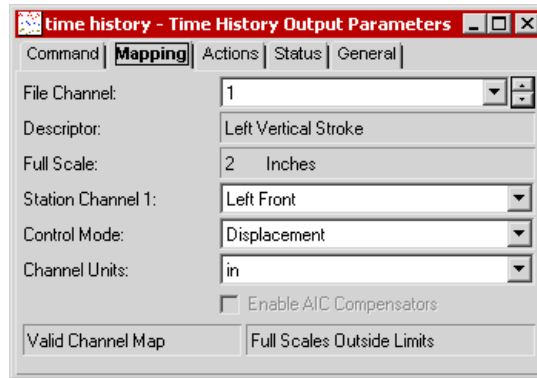 time history - Time History Output Parameters
Command Mapping Actions Status General
File Channel: 1
Descriptor: Left Vertical Stroke
Full Scale: 2 Inches
Station Channel 1: Left Front
Control Mode: Displacement
Channel Units: in
Enable AIC Compensators
Valid Channel Map Full Scales Outside Limits